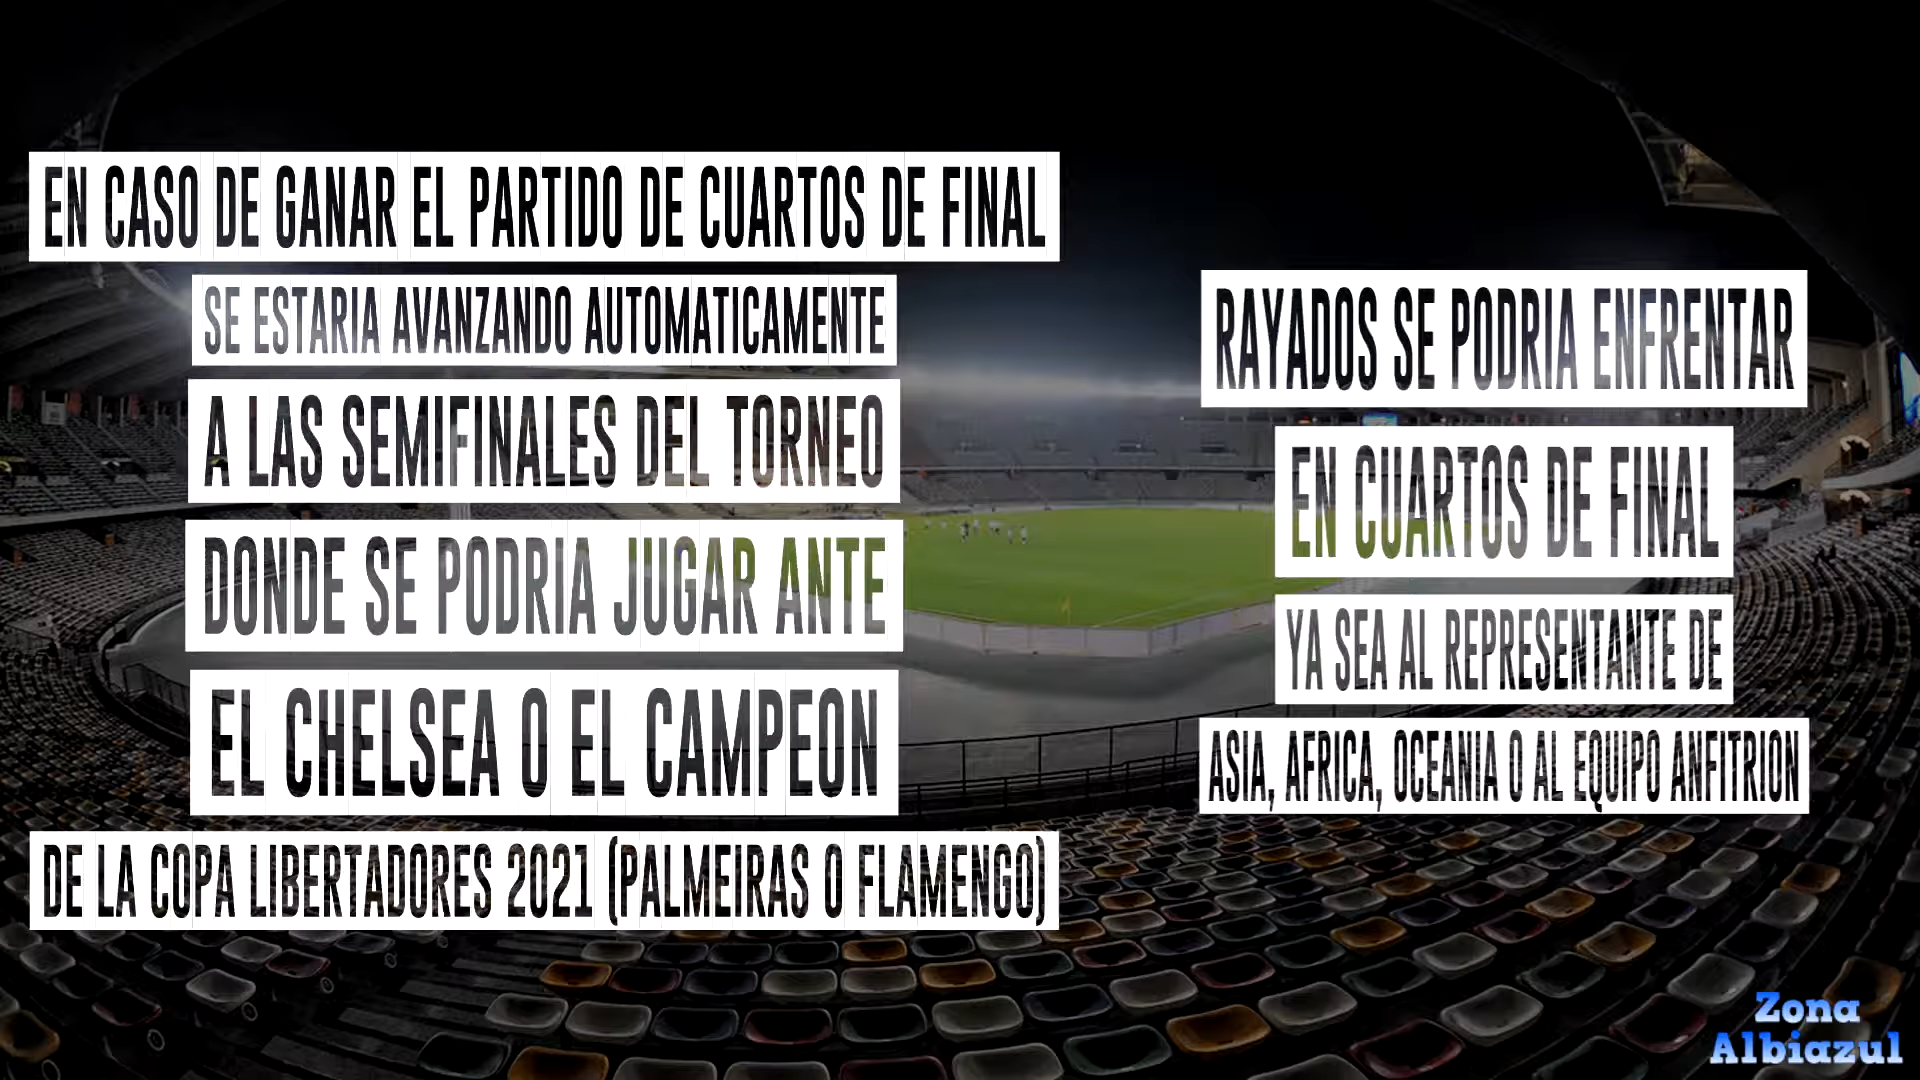 EN CASO DE GANAR EL PARTIDO DE CUARTOS DE FINAL
SE ESTARIA AVANZANDO AUTOMATICAMENTE
A LAS SEMIFINALES DEL TORNEO
DONDE SE PODRIA JUGAR ANTE
EL CHELSEA O EL CAMPEON
DE LA COPA LIBERTADORES 2021 (PALMEIRAS O FLAMENGO)
RAYADOS SE PODRIA ENFRENTAR
EN CUARTOS DE FINAL
YA SEA AL REPRESENTANTE DE
ASIA, AFRICA, OCEANIA O AL EQUIPO ANFITRION
Zona
Albiazul